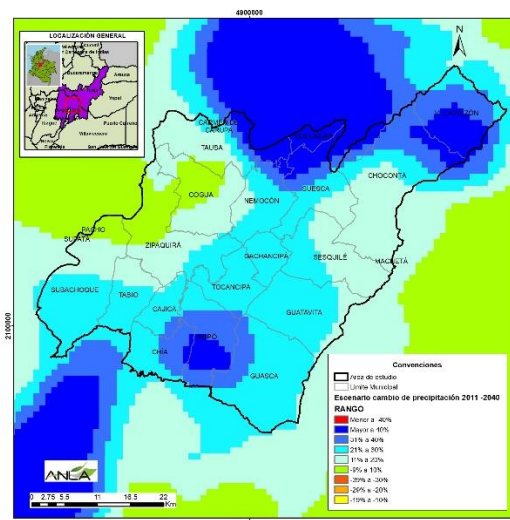 4900000
LOCALIZACIÓN GENERAL
N
CARMEN DE
CARUPA
TAUSA
COGUA
NEMOCÓN
SUESCA
CHOCONTÁ
PACHO
SUPATÁ
ZIPAQUIRÁ
GACHANCIPÁ
SESQUILÉ
MACHETÁ
SUBACHOQUE
TABIO
TOCANCIPÁ
GUATAVITA
CAJICÁ
CHÍA
SOPÓ
GUASCA
2100000
Convenciones
Área de estudio
Límite Municipal
Escenario cambio de precipitación 2011 -2040
RANGO
Menor a -40%
Mayor a 40%
31% a 40%
21% a 30%
11% a 20%
-9% a 10%
-39% a -30%
-29% a -20%
-19% a -10%
ANLA
0 2.75 5.5 11 16.5 22
Km